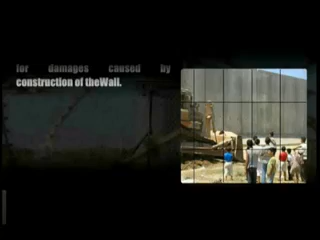 for damages caused by
construction of theWall.